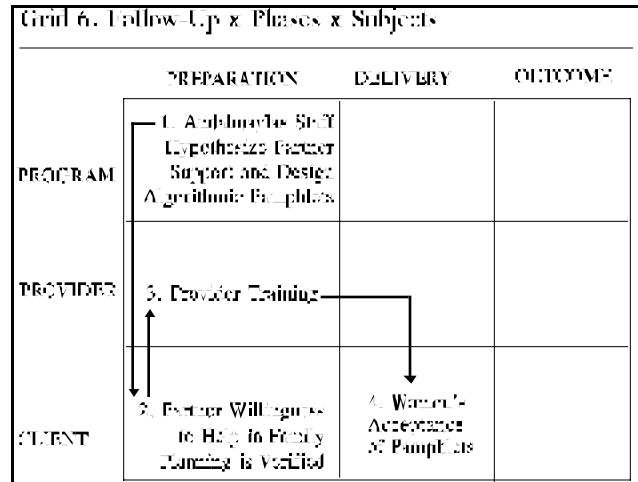 Grid 6. Follow-Up x Phases x Subjects
PREPARATION DELIVERY OUTCOME
PROGRAM
1. Staff
Hypothesize Partner
Support and Design
Algorithmic Pamphlets
PROVIDER
3. Provider Training
CLIENT
2. Partner Willingness
to Help in Family
Planning is Verified
4. Women's
Acceptance
of Pamphlets